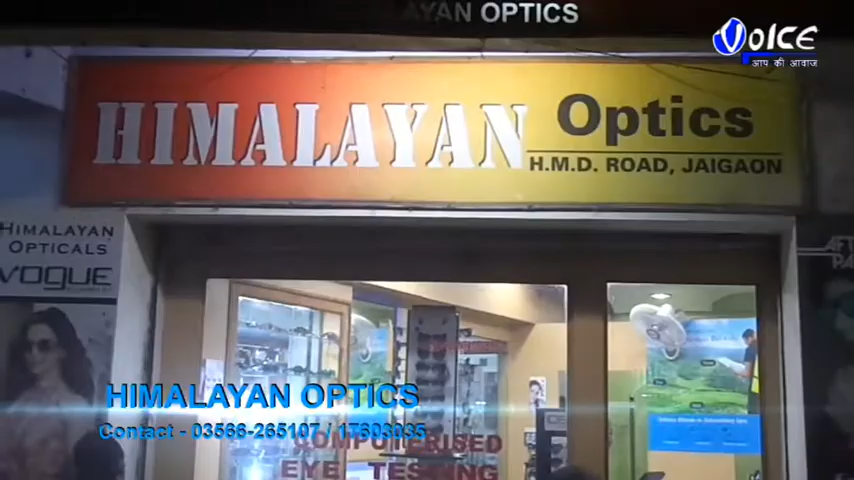 AYAN OPTICS
VOICE
आप की आवाज
HIMALAYAN Optics
H.M.D. ROAD, JAIGAON
HIMALAYAN
OPTICALS
VOGUE
HIMALAYAN OPTICS
Contact - 03566-265107 / 17603035
COMPUTERISED
EYE TESTING